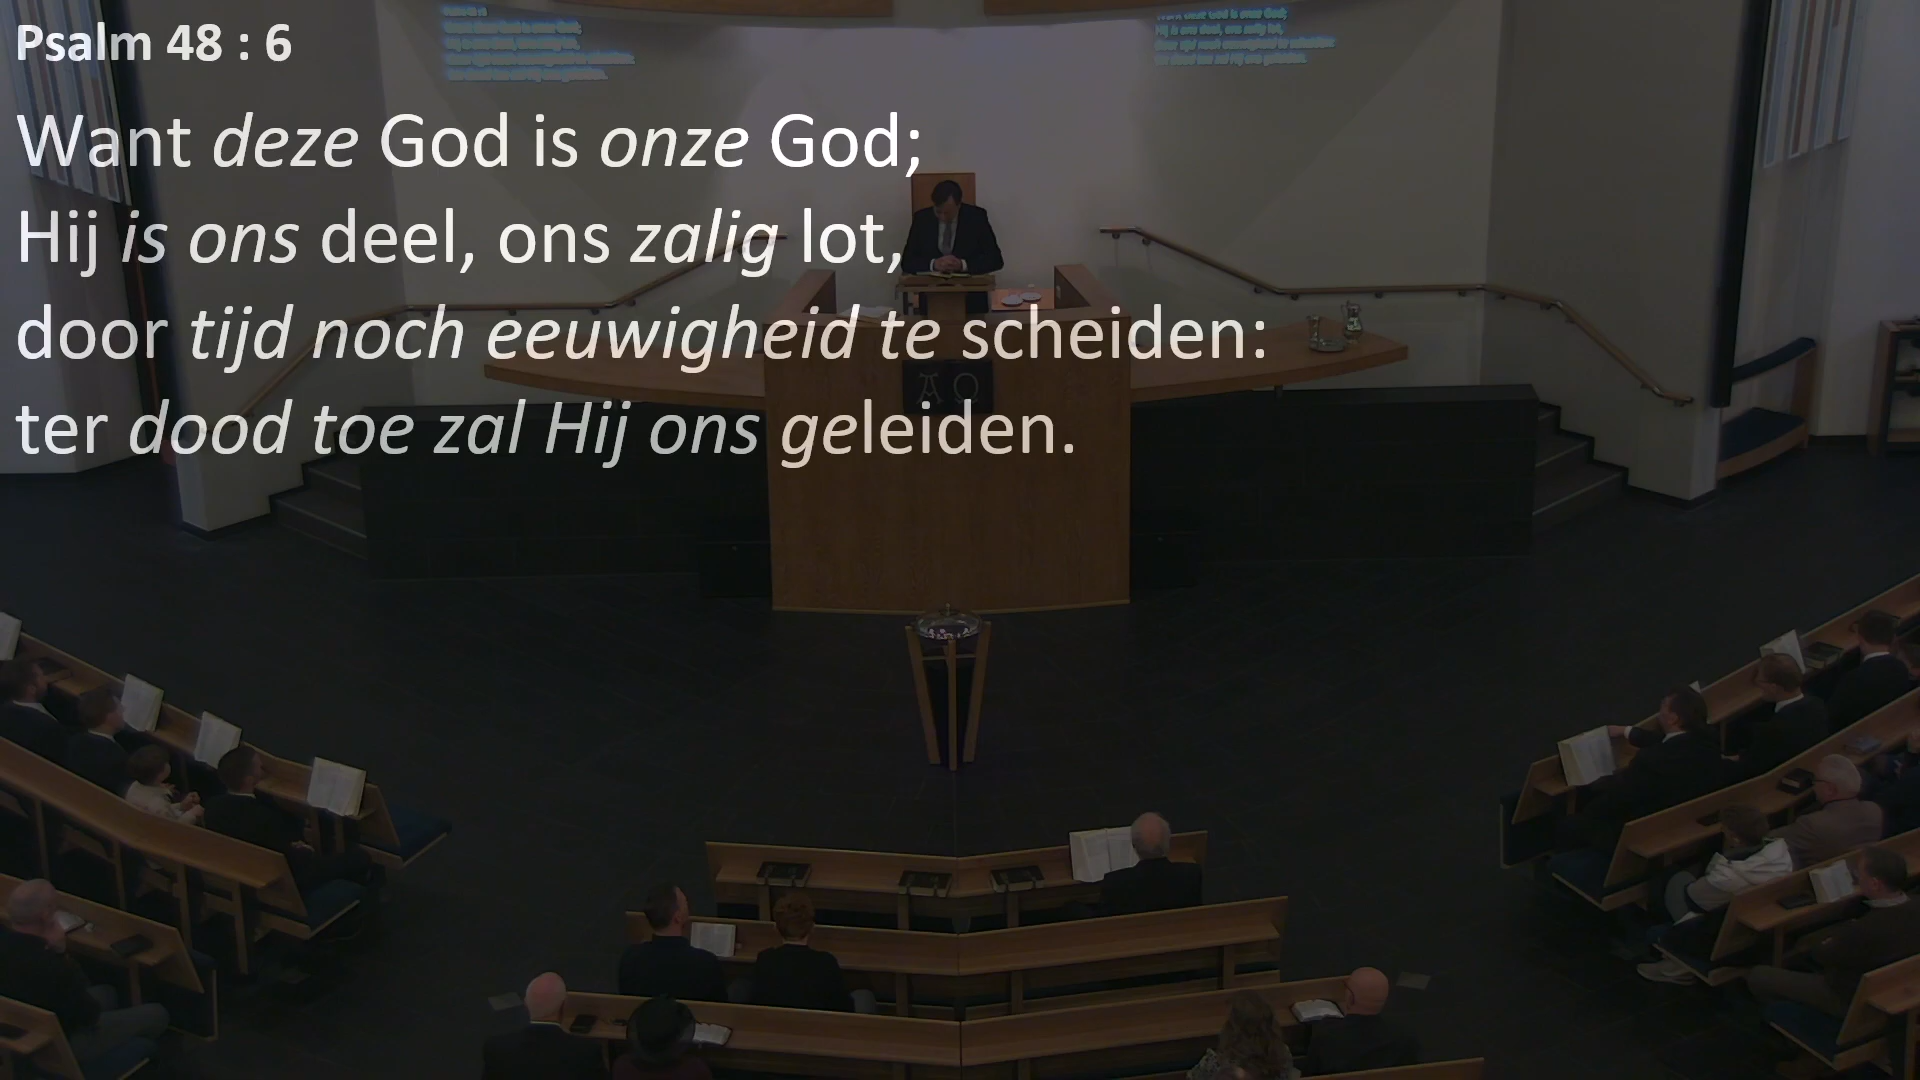 Psalm 48 : 6
Want deze God is onze God;
Hij is ons deel, ons zalig lot,
door tijd noch eeuwigheid te scheiden:
ter dood toe zal Hij ons geleiden.
Α Ω